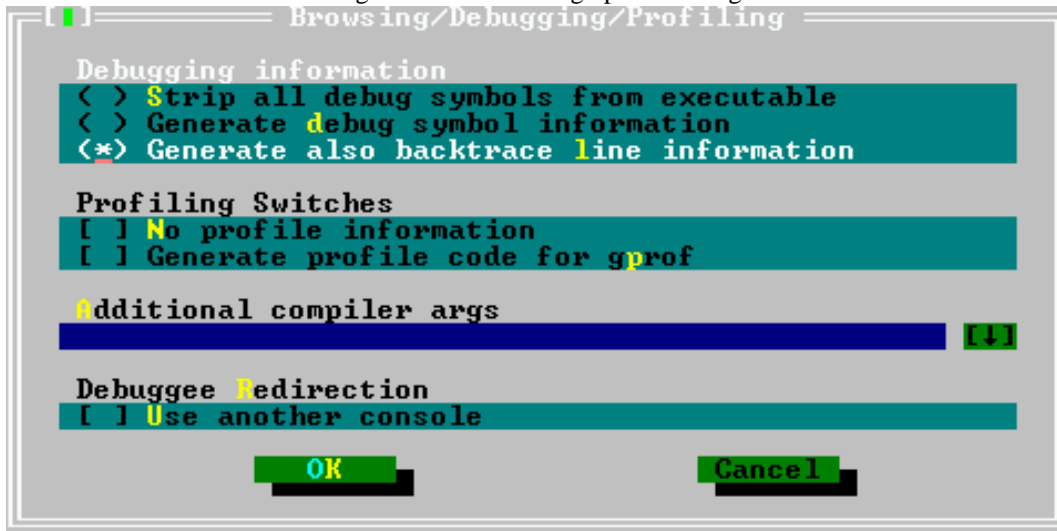 [■] Browsing/Debugging/Profiling
Debugging information
( ) Strip all debug symbols from executable
( ) Generate debug symbol information
(*) Generate also backtrace line information
Profiling Switches
[ ] No profile information
[ ] Generate profile code for gprof
Additional compiler args
[↓]
Debuggee Redirection
[ ] Use another console
OK Cancel